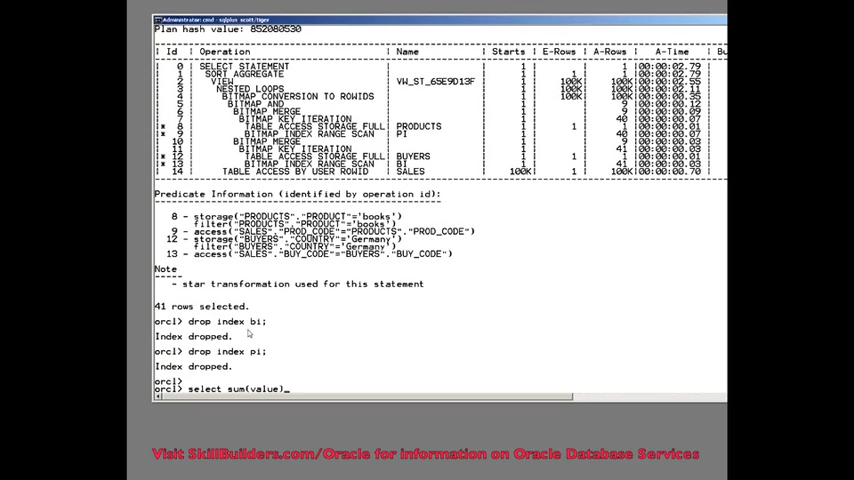 Administrator: cmd - sqlplus scott/tiger
Plan hash value: 852080530
| Id | Operation | Name | Starts | E-Rows | A-Rows | A-Time | Bu
| 0 | SELECT STATEMENT | | 1 | | 1 |00:00:02.79 |
| 1 | SORT AGGREGATE | | 1 | 1 | 1 |00:00:02.79 |
| 2 | VIEW | VW_ST_65E9D13F | 1 | 100K| 100K|00:00:02.55 |
| 3 | NESTED LOOPS | | 1 | 100K| 100K|00:00:02.11 |
| 4 | BITMAP CONVERSION TO ROWIDS | | 1 | 100K| 100K|00:00:00.35 |
| 5 | BITMAP AND | | 1 | | 9 |00:00:00.12 |
| 6 | BITMAP MERGE | | 1 | | 9 |00:00:00.09 |
| 7 | BITMAP KEY ITERATION | | 1 | | 40 |00:00:00.07 |
|* 8 | TABLE ACCESS STORAGE FULL | PRODUCTS | 1 | 1 | 1 |00:00:00.01 |
|* 9 | BITMAP INDEX RANGE SCAN | PI | 1 | | 40 |00:00:00.07 |
| 10 | BITMAP MERGE | | 1 | | 9 |00:00:00.03 |
| 11 | BITMAP KEY ITERATION | | 1 | | 41 |00:00:00.03 |
|* 12 | TABLE ACCESS STORAGE FULL | BUYERS | 1 | 1 | 1 |00:00:00.01 |
|* 13 | BITMAP INDEX RANGE SCAN | BI | 1 | | 41 |00:00:00.03 |
| 14 | TABLE ACCESS BY USER ROWID | SALES | 100K| 1 | 100K|00:00:00.70 |
Predicate Information (identified by operation id):
8 - storage("PRODUCTS"."PRODUCT"='books')
filter("PRODUCTS"."PRODUCT"='books')
9 - access("SALES"."PROD_CODE"="PRODUCTS"."PROD_CODE")
12 - storage("BUYERS"."COUNTRY"='Germany')
filter("BUYERS"."COUNTRY"='Germany')
13 - access("SALES"."BUY_CODE"="BUYERS"."BUY_CODE")
Note
-----
- star transformation used for this statement
41 rows selected.
orcl> drop index bi;
Index dropped.
orcl> drop index pi;
Index dropped.
orcl>
orcl> select sum(value)_
Visit SkillBuilders.com/Oracle for information on Oracle Database Services